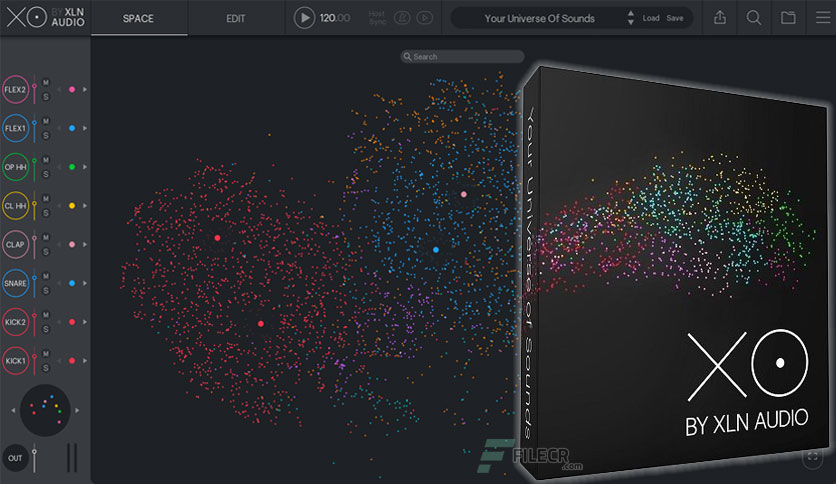 XO BY XLN AUDIO
SPACE
EDIT
120.00
Host Sync
Your Universe Of Sounds
Load
Save
Search
FLEX2
M
S
FLEX1
M
S
OP HH
M
S
CL HH
M
S
CLAP
M
S
SNARE
M
S
KICK2
M
S
KICK1
M
S
OUT
Your Universe of Sounds
XO
BY XLN AUDIO
FILECR
.com